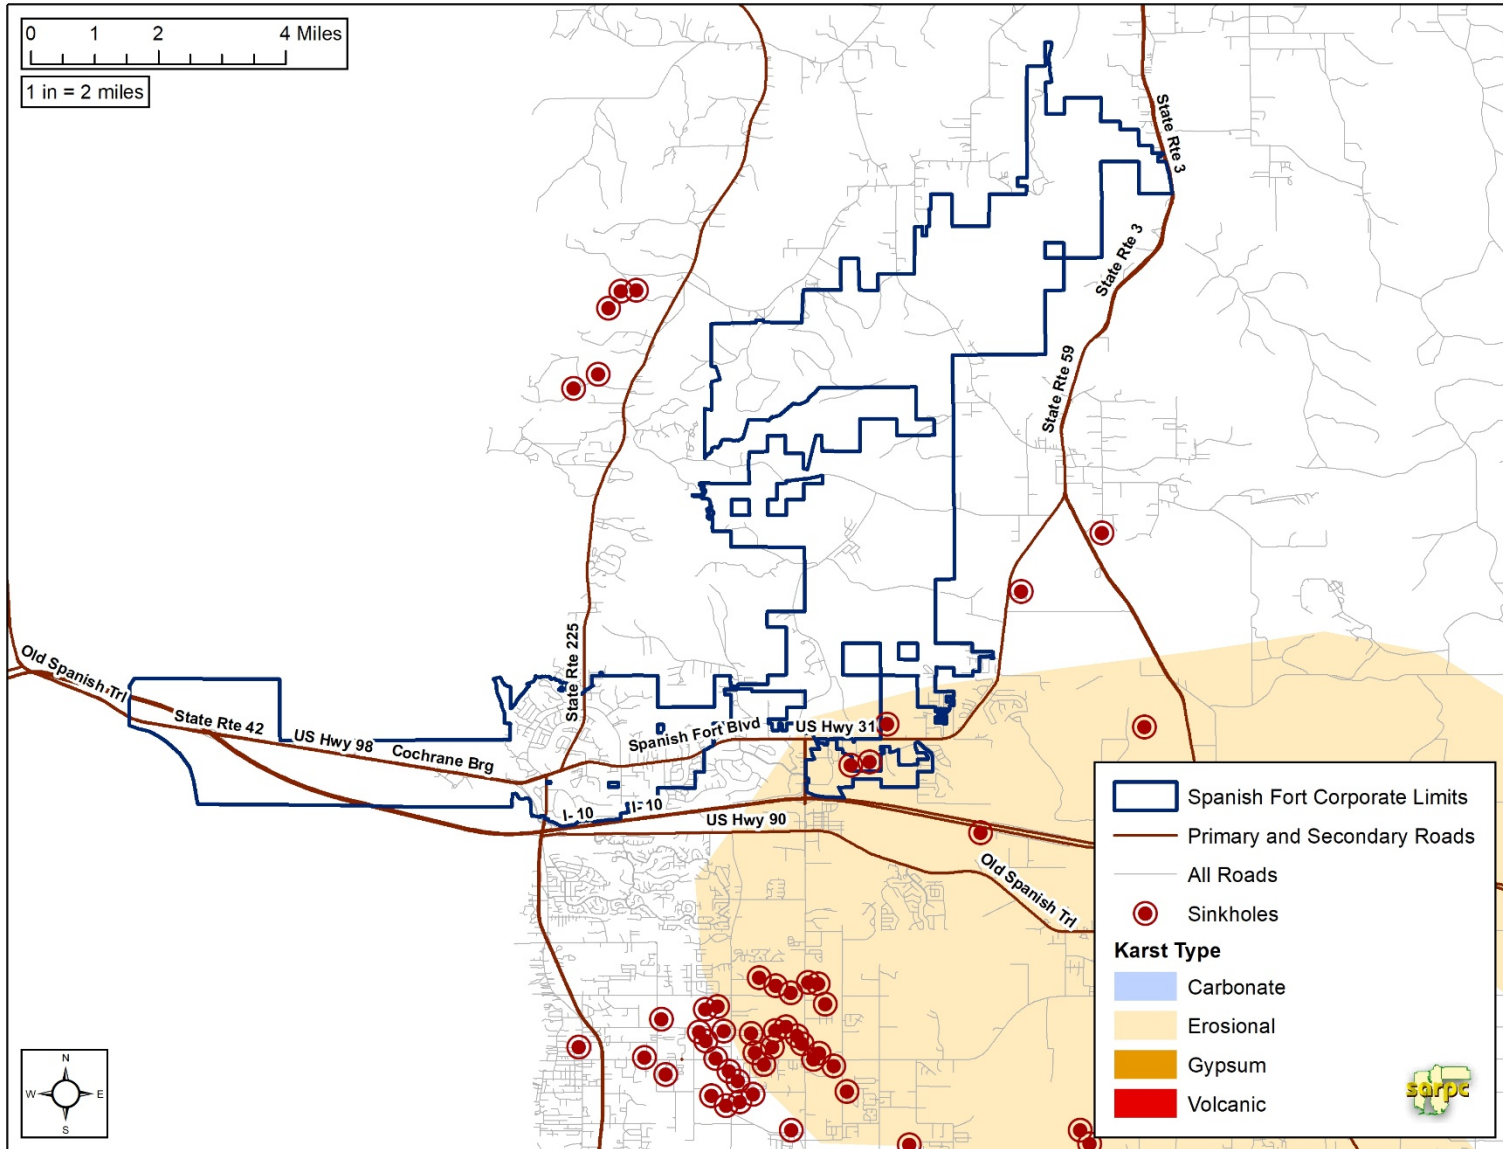 0 1 2 4 Miles
1 in = 2 miles
State Rte 3
State Rte 3
State Rte 59
State Rte 225
Old Spanish Trl
State Rte 42
US Hwy 98
Cochrane Brg
Spanish Fort Blvd
US Hwy 31
I- 10
I- 10
US Hwy 90
Old Spanish Trl
Spanish Fort Corporate Limits
Primary and Secondary Roads
All Roads
Sinkholes
Karst Type
Carbonate
Erosional
Gypsum
Volcanic
N
W E
S
sarpc